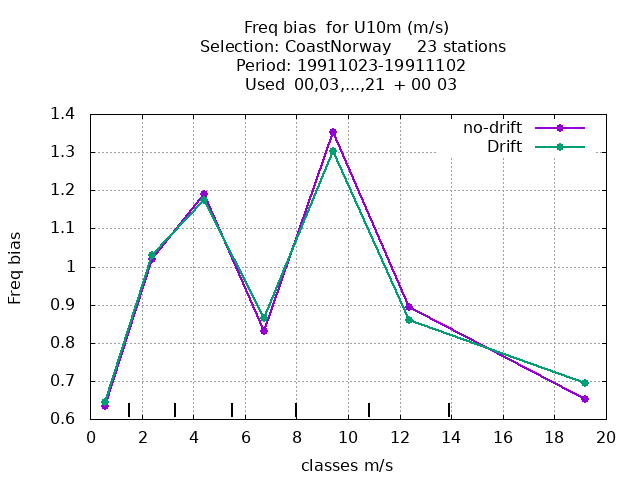 Freq bias  for U10m (m/s)
Selection: CoastNorway     23 stations
Period: 19911023-19911102
Used  00,03,...,21  + 00 03
no-drift
Drift
1.4
1.3
1.2
1.1
1
0.9
0.8
0.7
0.6
Freq bias
0 2 4 6 8 10 12 14 16 18 20
classes m/s